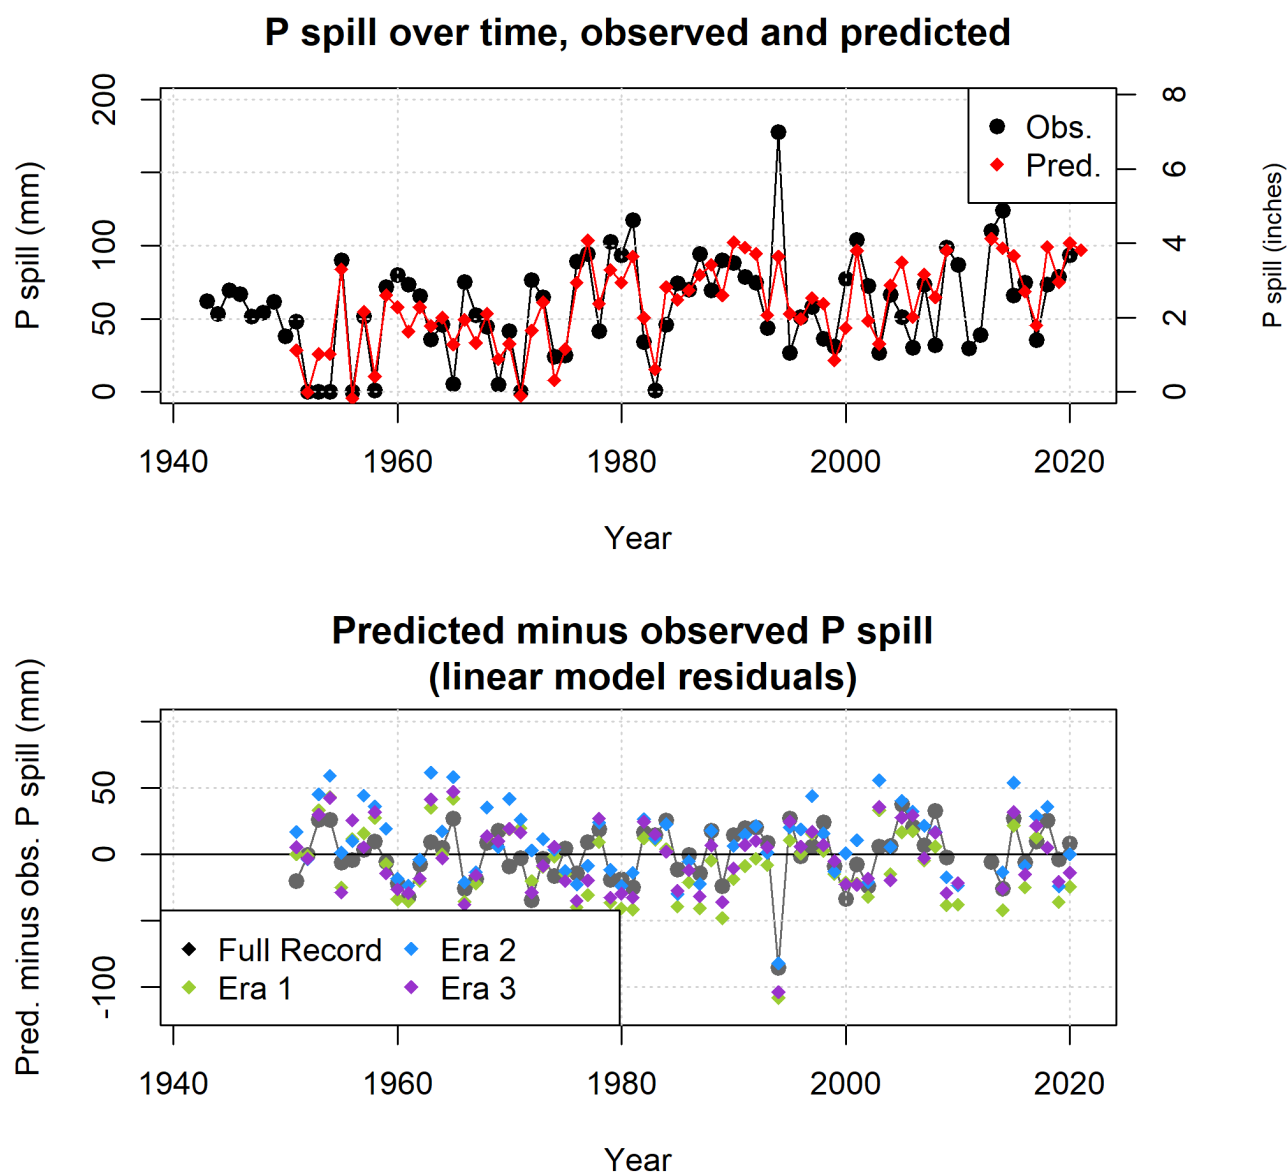 P spill over time, observed and predicted
P spill (mm)
200
100
50
0
8
6
4
2
0
P spill (inches)
Obs.
Pred.
1940 1960 1980 2000 2020
Year
Predicted minus observed P spill
(linear model residuals)
Pred. minus obs. P spill (mm)
50
0
-100
Full Record Era 2
Era 1 Era 3
1940 1960 1980 2000 2020
Year